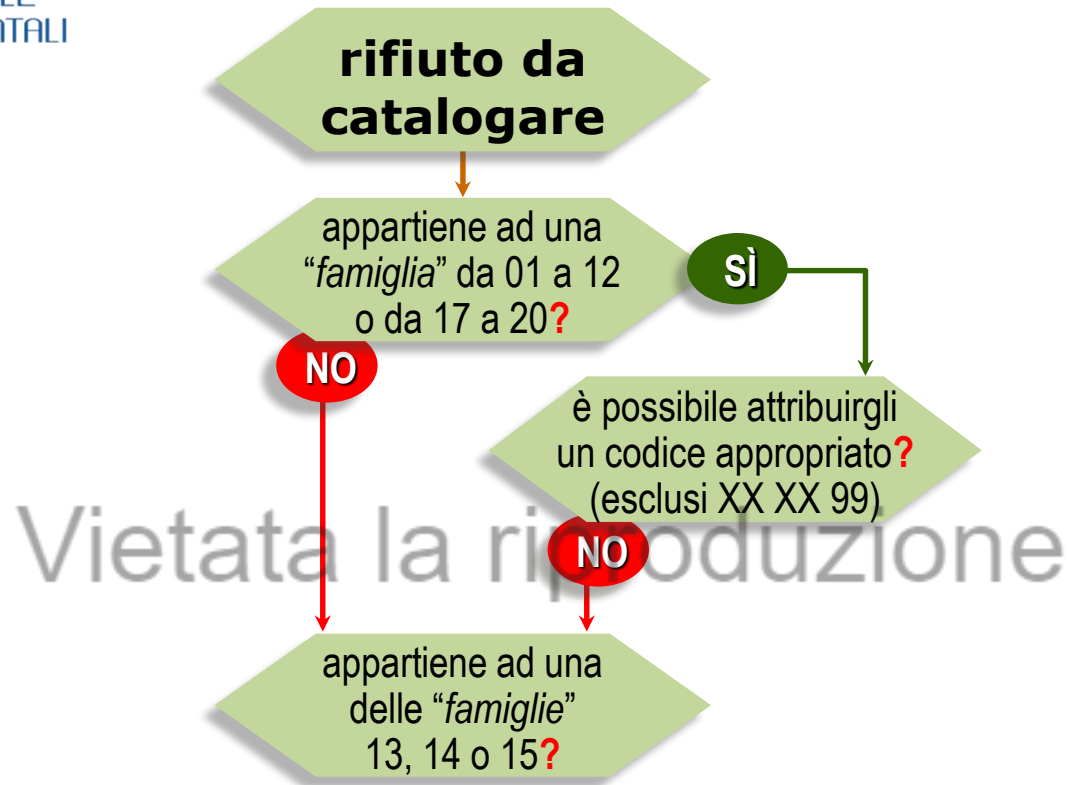 NTALI
rifiuto da
catalogare
appartiene ad una
“famiglia” da 01 a 12
o da 17 a 20?
SÌ
NO
è possibile attribuirgli
un codice appropriato?
(esclusi XX XX 99)
Vietata la riproduzione
NO
appartiene ad una
delle “famiglie”
13, 14 o 15?